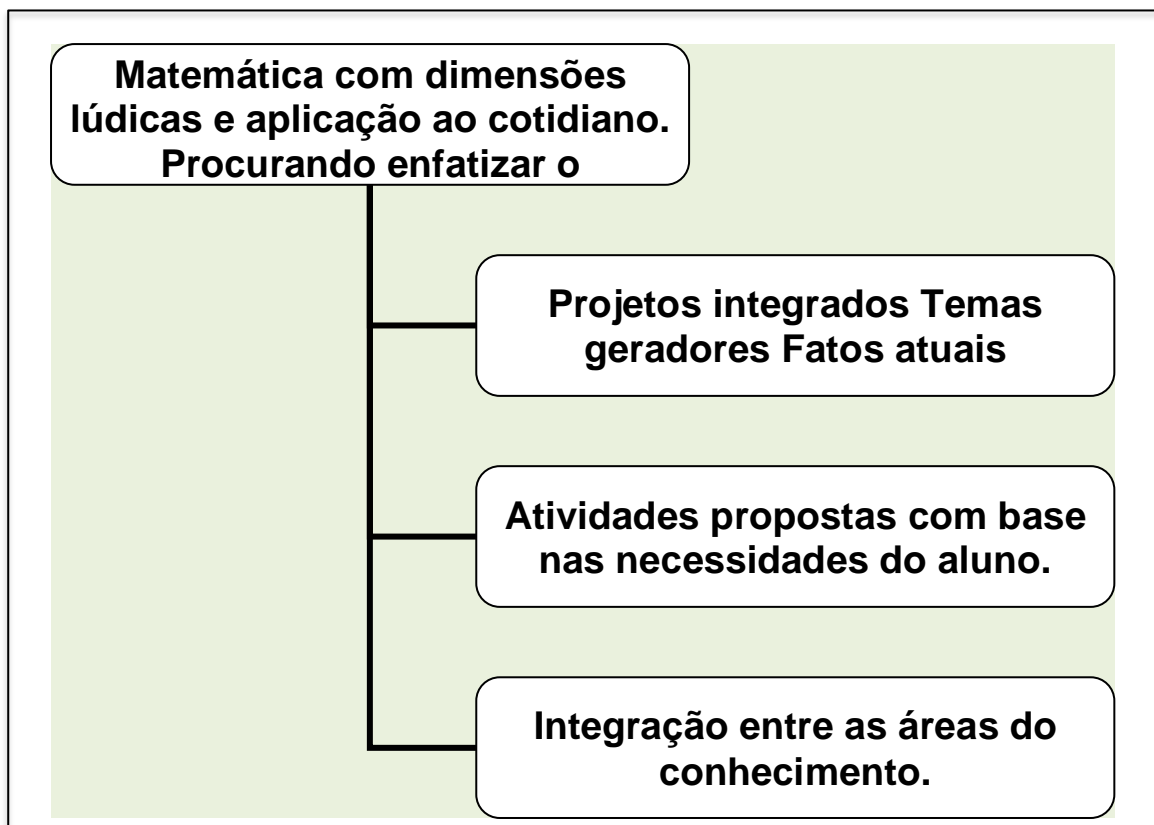 Matemática com dimensões
lúdicas e aplicação ao cotidiano.
Procurando enfatizar o
Projetos integrados Temas
geradores Fatos atuais
Atividades propostas com base
nas necessidades do aluno.
Integração entre as áreas do
conhecimento.